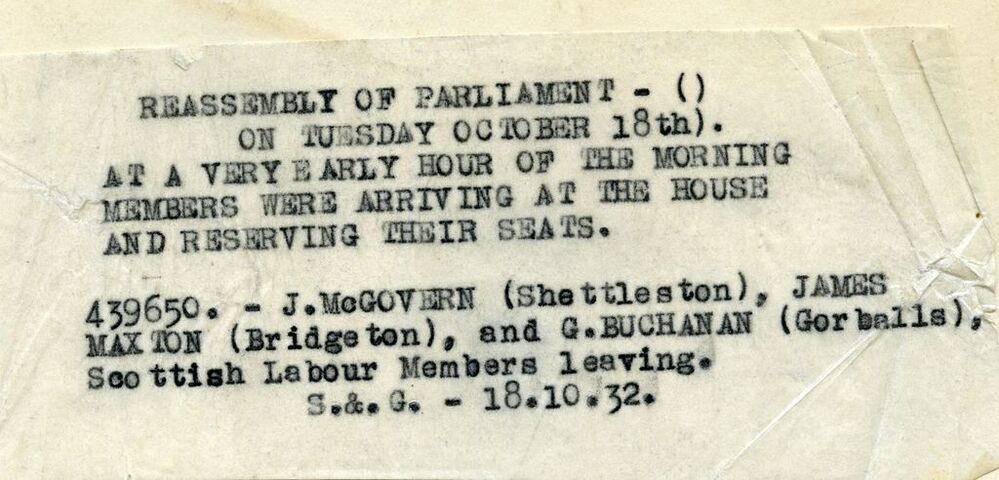 REASSEMBLY OF PARLIAMENT - ()
ON TUESDAY OCTOBER 18th).
AT A VERY EARLY HOUR OF THE MORNING
MEMBERS WERE ARRIVING AT THE HOUSE
AND RESERVING THEIR SEATS.
439650. - J.McGOVERN (Shettleston), JAMES
MAXTON (Bridgeton), and G.BUCHANAN (Gorballs),
Scottish Labour Members leaving.
S.&.G. - 18.10.32.